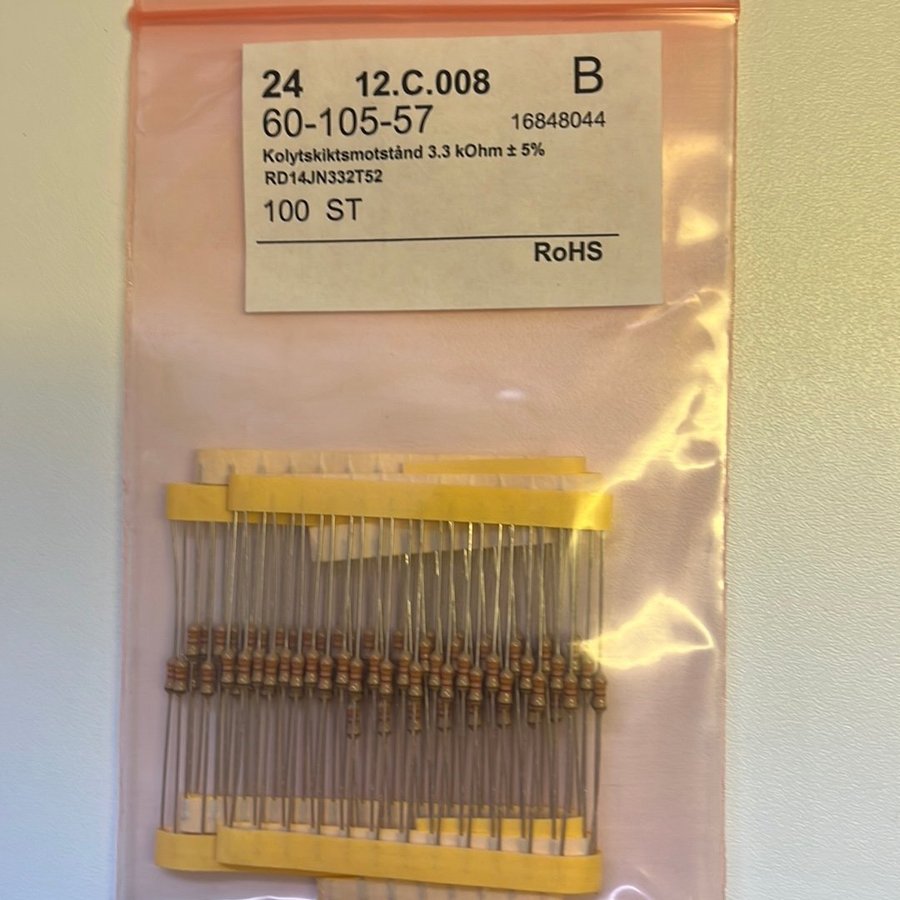 24 12.C.008 B
60-105-57 16848044
Kolytskiktsmotstånd 3.3 kOhm ± 5%
RD14JN332T52
100 ST
RoHS